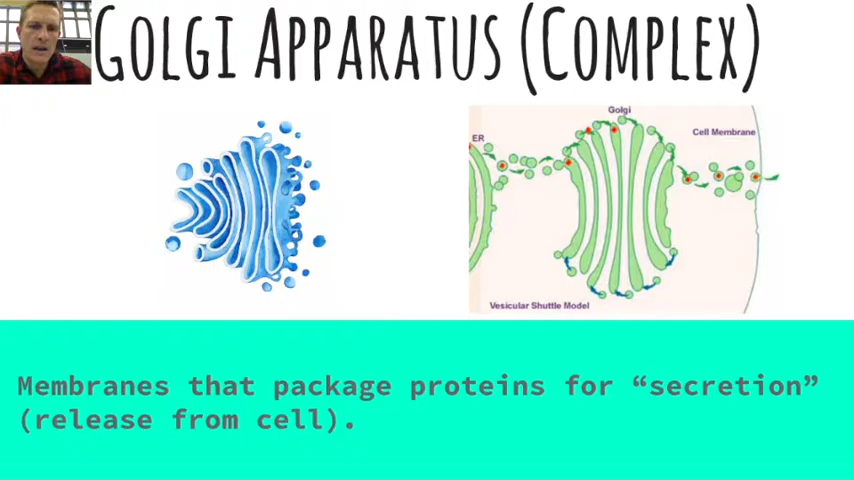 Golgi Apparatus (Complex)
Golgi
ER
Cell Membrane
Vesicular Shuttle Model
Membranes that package proteins for “secretion”
(release from cell).